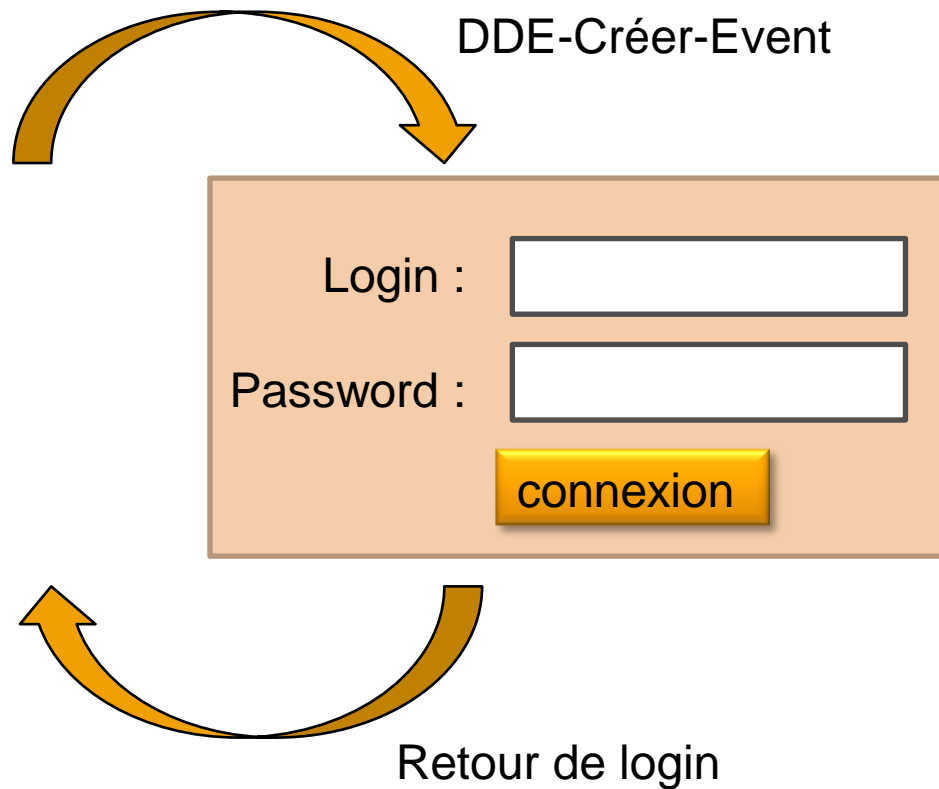 DDE-Créer-Event
Login :
Password :
connexion
Retour de login